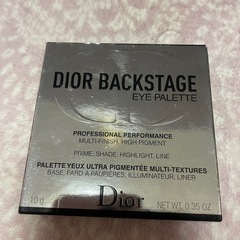 DIOR BACKSTAGE
EYE PALETTE
PROFESSIONAL PERFORMANCE
MULTI-FINISH, HIGH PIGMENT
PRIME, SHADE, HIGHLIGHT, LINE
PALETTE YEUX ULTRA PIGMENTÉE MULTI-TEXTURES
BASE, FARD À PAUPIÈRES, ILLUMINATEUR, LINER
Dior
10 g NET WT. 0.35 OZ